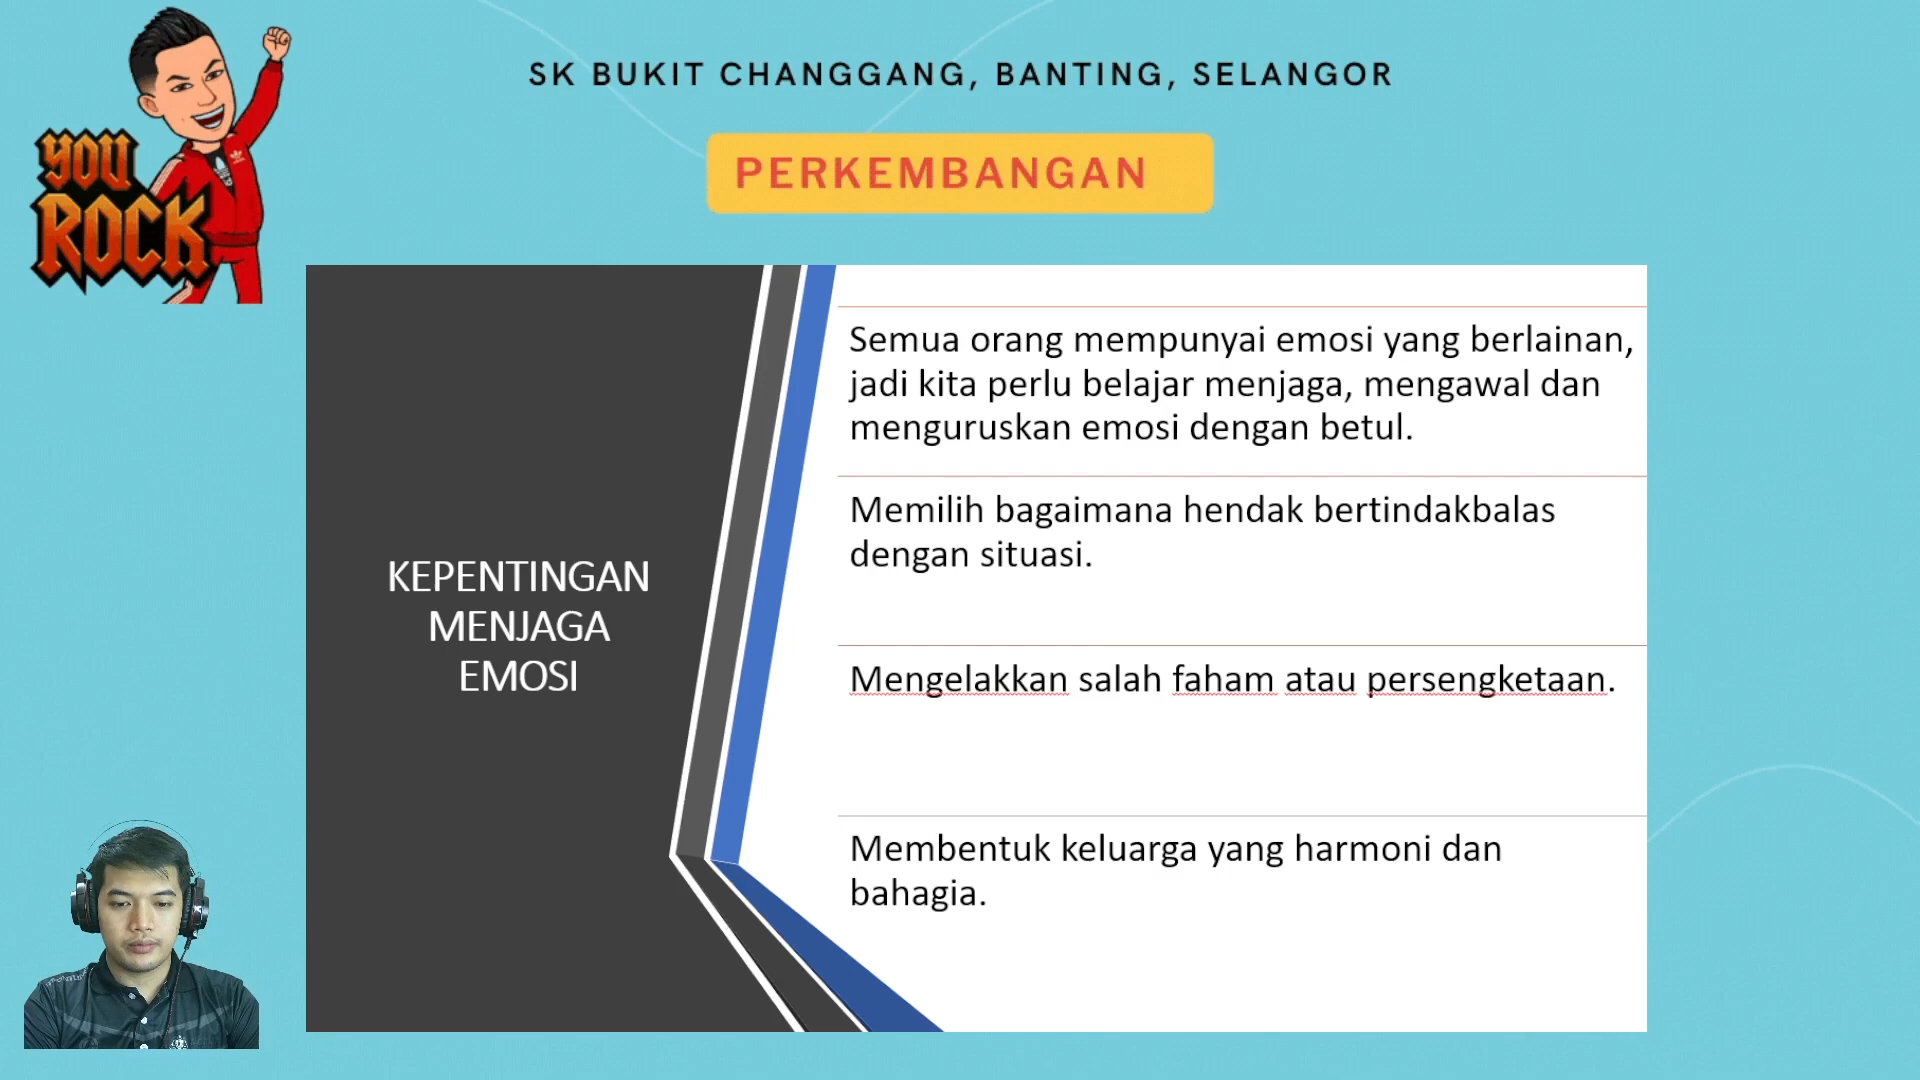 YOU
ROCK
SK BUKIT CHANGGANG, BANTING, SELANGOR
PERKEMBANGAN
KEPENTINGAN
MENJAGA
EMOSI
Semua orang mempunyai emosi yang berlainan,
jadi kita perlu belajar menjaga, mengawal dan
menguruskan emosi dengan betul.
Memilih bagaimana hendak bertindakbalas
dengan situasi.
Mengelakkan salah faham atau persengketaan.
Membentuk keluarga yang harmoni dan
bahagia.